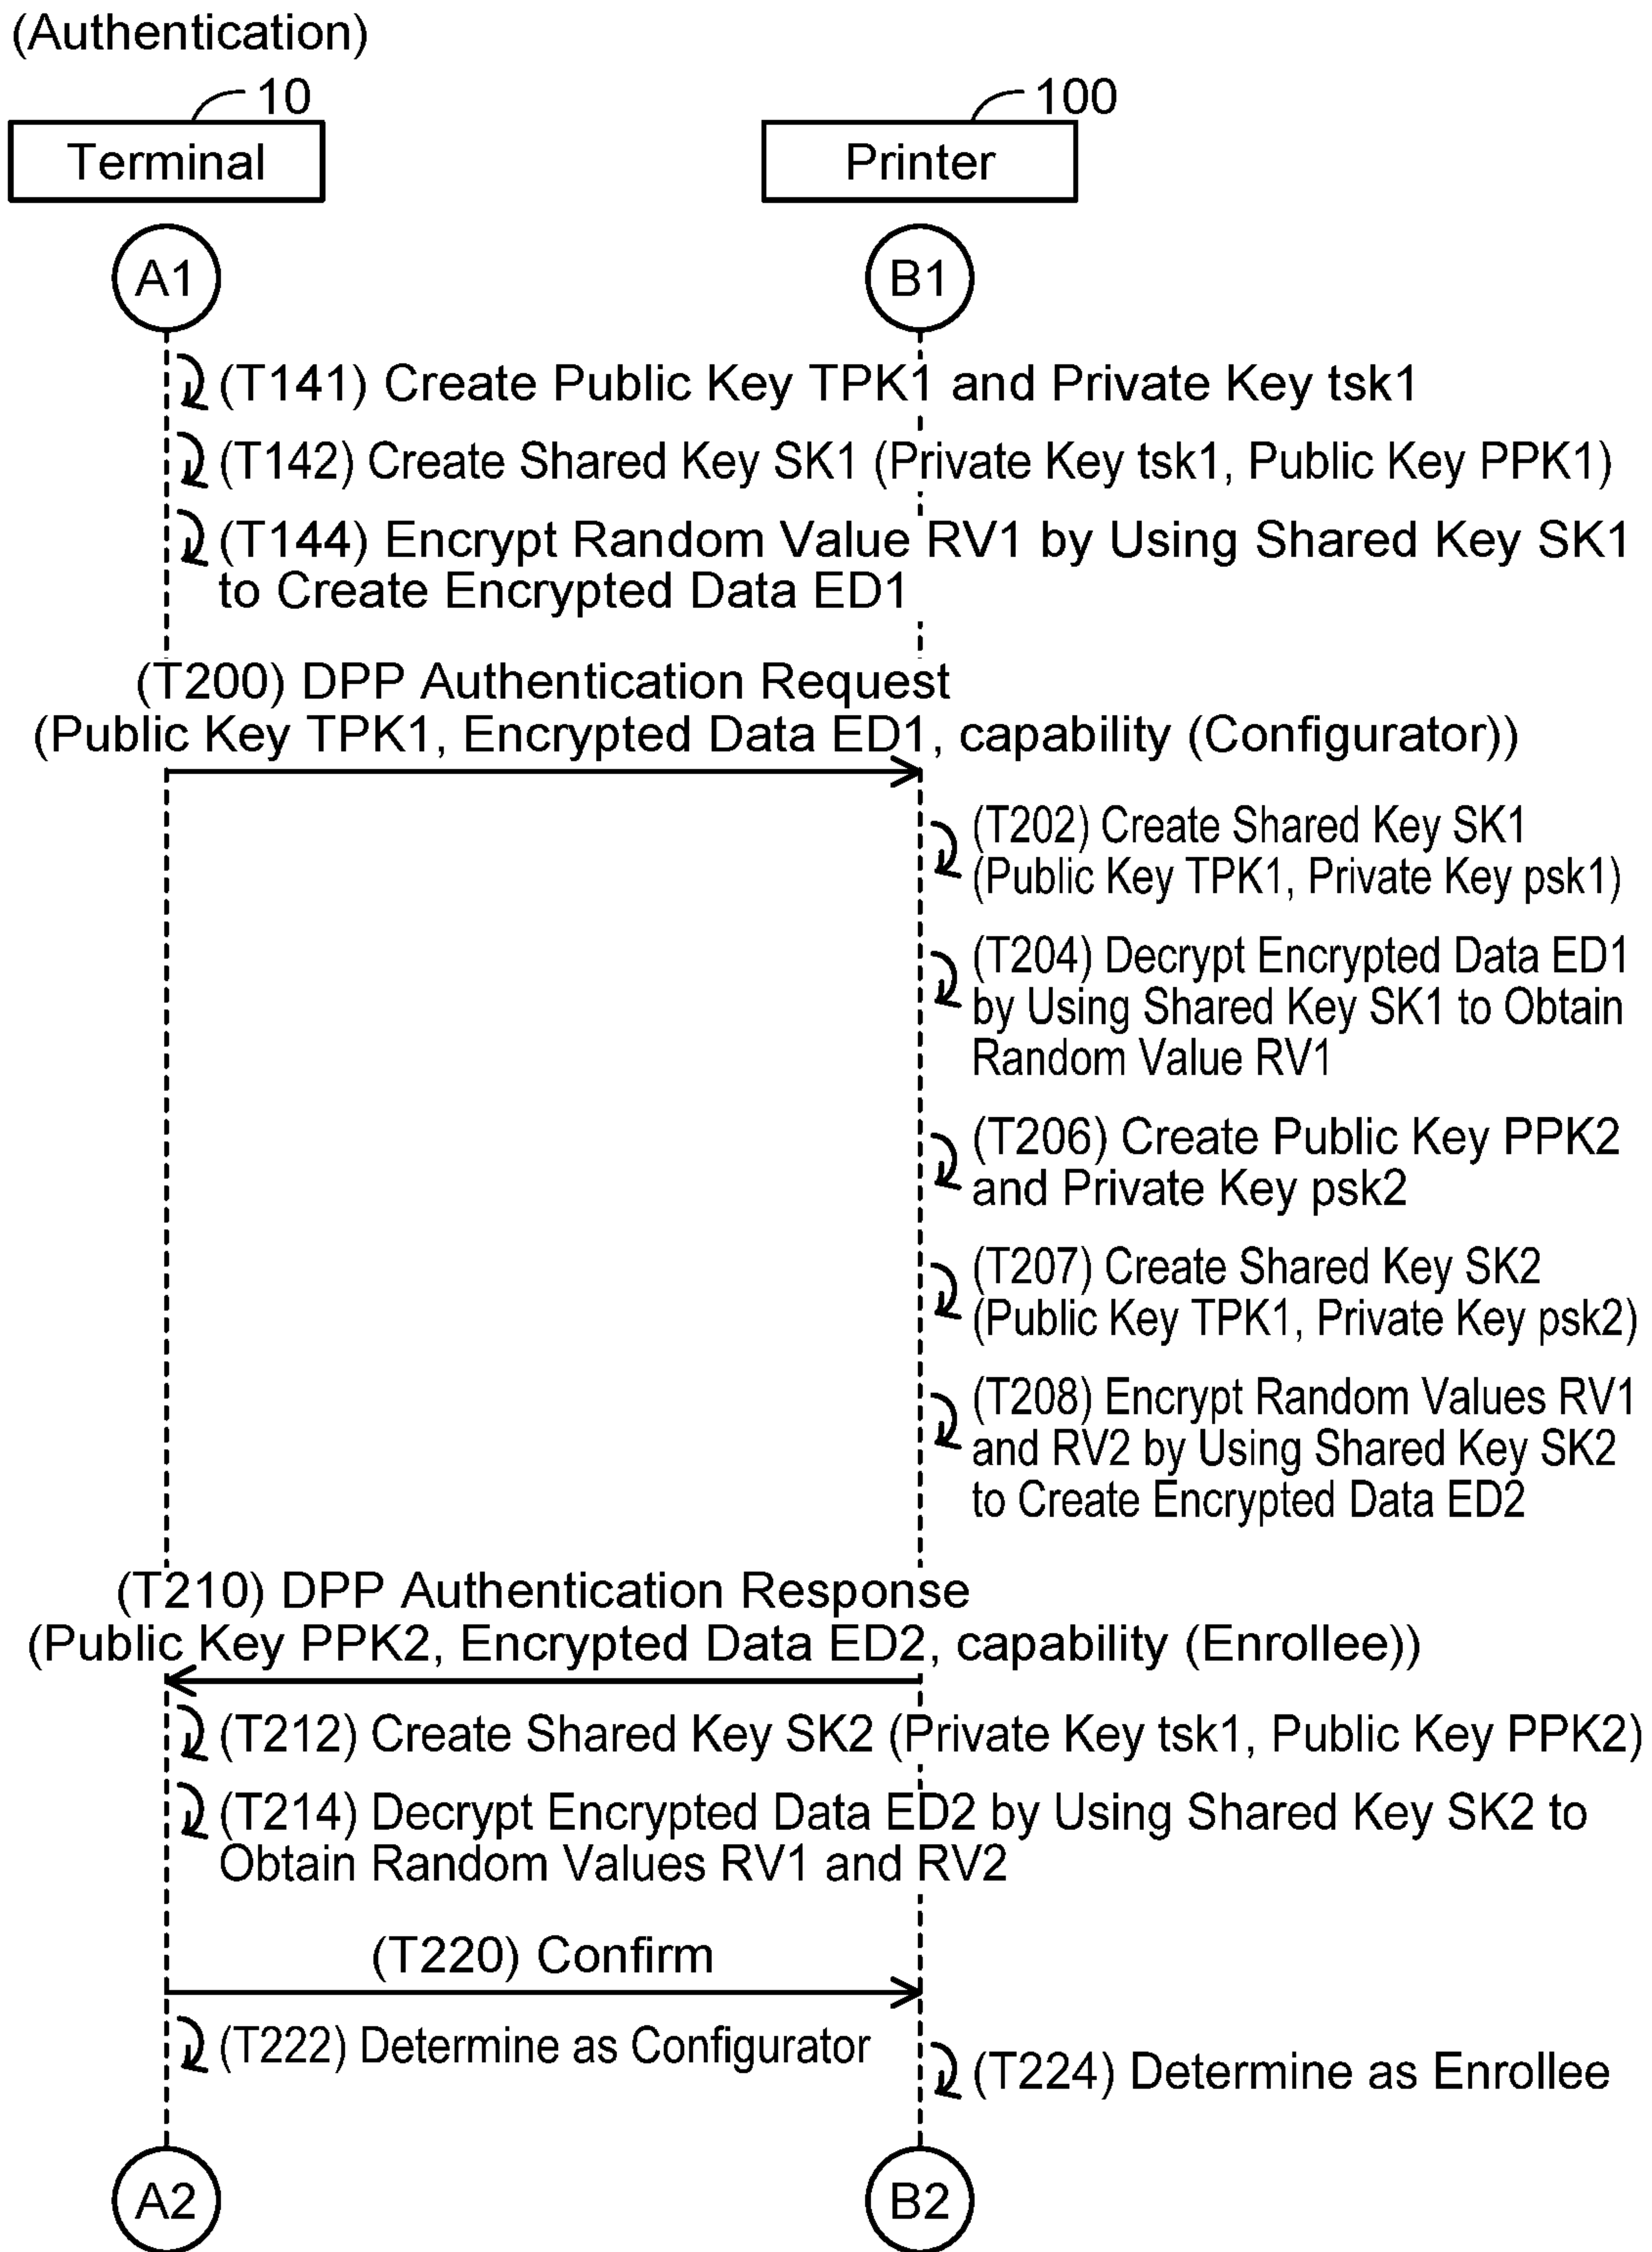 (Authentication)
10
100
Terminal
Printer
A1
B1
(T141) Create Public Key TPK1 and Private Key tsk1
(T142) Create Shared Key SK1 (Private Key tsk1, Public Key PPK1)
(T144) Encrypt Random Value RV1 by Using Shared Key SK1
to Create Encrypted Data ED1
(T200) DPP Authentication Request
(Public Key TPK1, Encrypted Data ED1, capability (Configurator))
(T202) Create Shared Key SK1
(Public Key TPK1, Private Key psk1)
(T204) Decrypt Encrypted Data ED1
by Using Shared Key SK1 to Obtain
Random Value RV1
(T206) Create Public Key PPK2
and Private Key psk2
(T207) Create Shared Key SK2
(Public Key TPK1, Private Key psk2)
(T208) Encrypt Random Values RV1
and RV2 by Using Shared Key SK2
to Create Encrypted Data ED2
(T210) DPP Authentication Response
(Public Key PPK2, Encrypted Data ED2, capability (Enrollee))
(T212) Create Shared Key SK2 (Private Key tsk1, Public Key PPK2)
(T214) Decrypt Encrypted Data ED2 by Using Shared Key SK2 to
Obtain Random Values RV1 and RV2
(T220) Confirm
(T222) Determine as Configurator
(T224) Determine as Enrollee
A2
B2